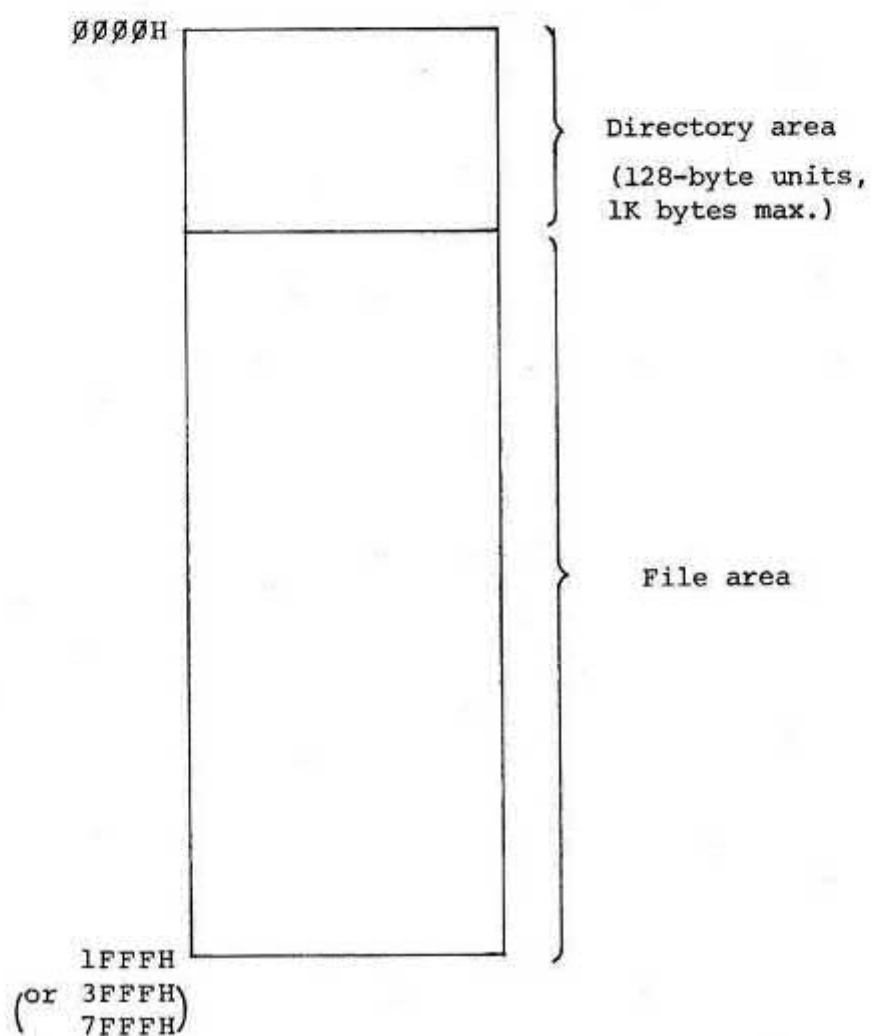 ØØØØH
Directory area
(128-byte units,
1K bytes max.)
File area
1FFFH
(or 3FFFH)
7FFFH